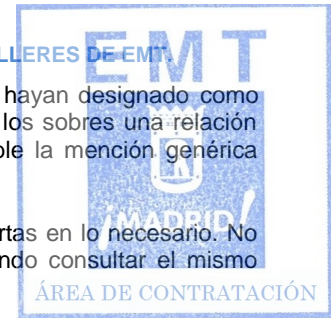 LLERES DE EMT.
EMT
hayan designado como
los sobres una relación
ble la mención genérica
¡MADRID!
rtas en lo necesario. No
ndo consultar el mismo
ÁREA DE CONTRATACIÓN